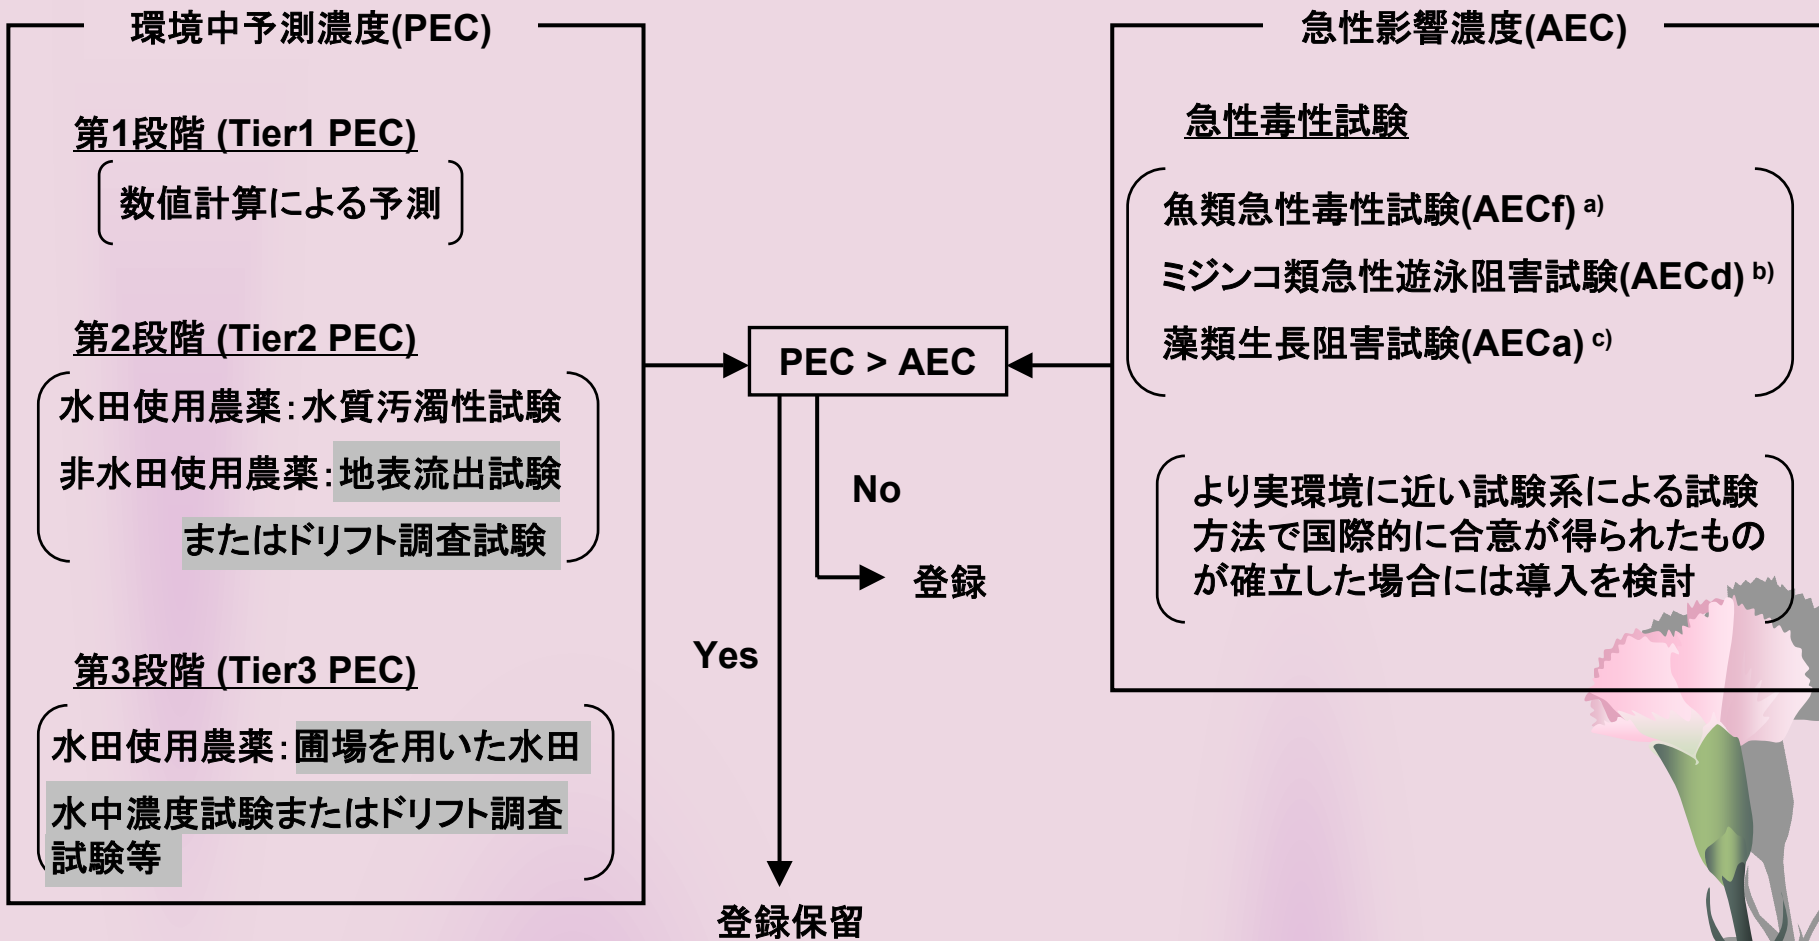 環境中予測濃度(PEC)
第1段階 (Tier1 PEC)
数値計算による予測
第2段階 (Tier2 PEC)
水田使用農薬:水質汚濁性試験
非水田使用農薬:地表流出試験
またはドリフト調査試験
第3段階 (Tier3 PEC)
水田使用農薬:圃場を用いた水田
水中濃度試験またはドリフト調査
試験等
PEC > AEC
No
登録
Yes
登録保留
急性影響濃度(AEC)
急性毒性試験
魚類急性毒性試験(AECf) a)
ミジンコ類急性遊泳阻害試験(AECd) b)
藻類生長阻害試験(AECa) c)
より実環境に近い試験系による試験
方法で国際的に合意が得られたもの
が確立した場合には導入を検討